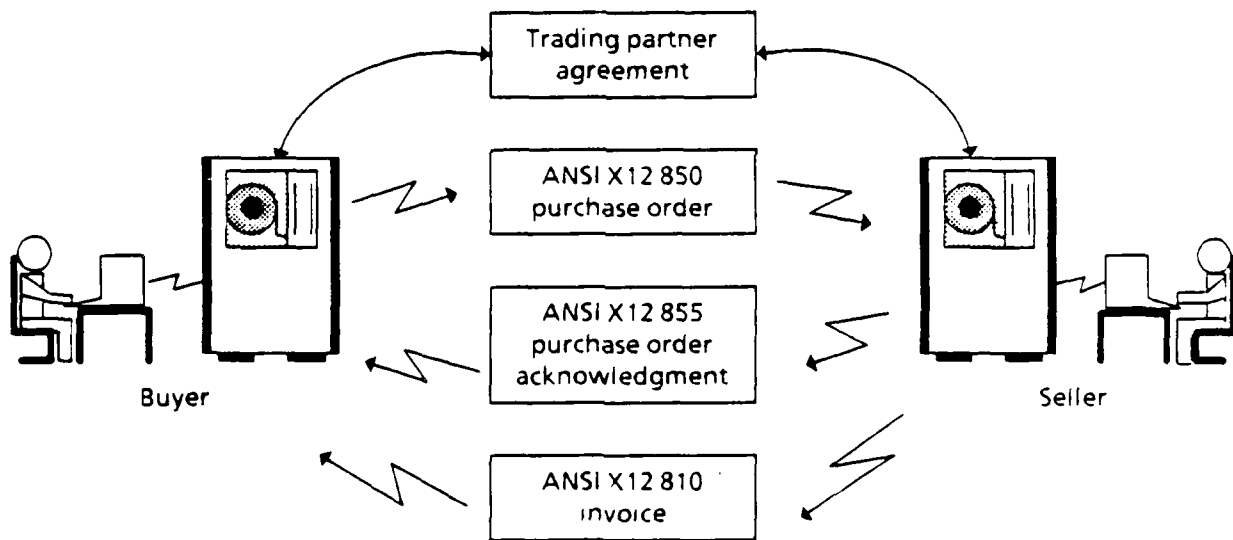 Trading partner
agreement
ANSI X12 850
purchase order
ANSI X12 855
purchase order
acknowledgment
Buyer
Seller
ANSI X12 810
invoice